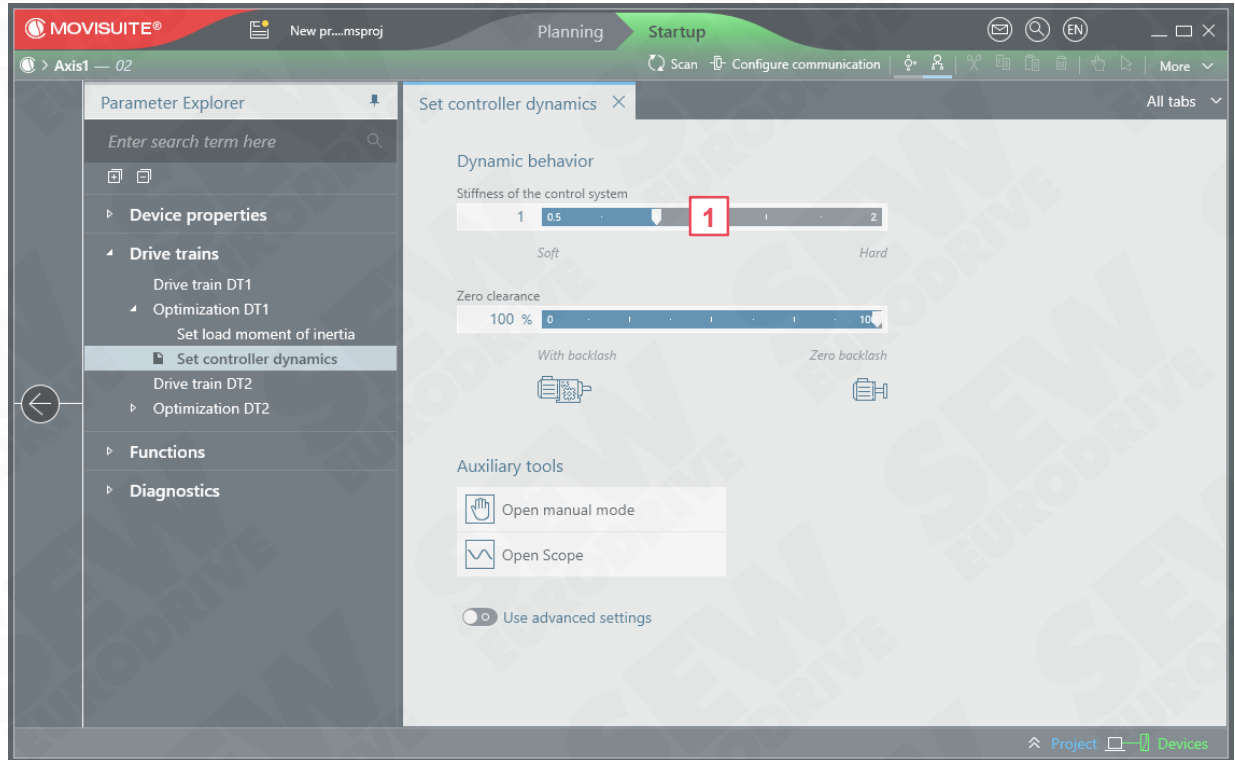 MOVISUITE®
New pr....msproj
Planning
Startup
EN
> Axis1 — 02
Scan
Configure communication
More
Parameter Explorer
Set controller dynamics
All tabs
Enter search term here
Device properties
Drive trains
Drive train DT1
Optimization DT1
Set load moment of inertia
Set controller dynamics
Drive train DT2
Optimization DT2
Functions
Diagnostics
Dynamic behavior
Stiffness of the control system
1 0.5 1 2
Soft Hard
Zero clearance
100 % 0 10
With backlash Zero backlash
Auxiliary tools
Open manual mode
Open Scope
Use advanced settings
Project Devices
SEW
EURODRIVE